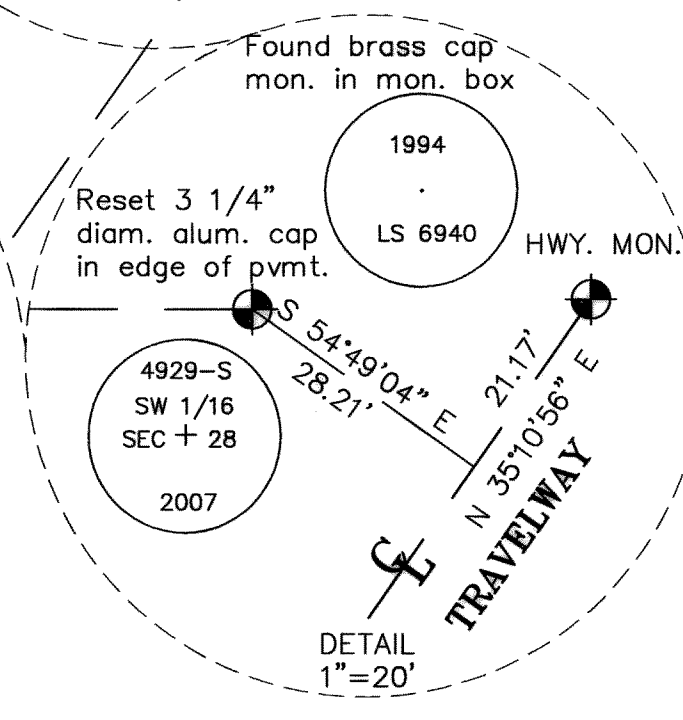 Found brass cap
mon. in mon. box
1994
LS 6940
Reset 3 1/4"
diam. alum. cap
in edge of pvmt.
HWY. MON.
S 54°49'04" E
28.21'
21.17'
N 35°10'56" E
4929-S
SW 1/16
SEC + 28
2007
CL
TRAVELWAY
DETAIL
1"=20'